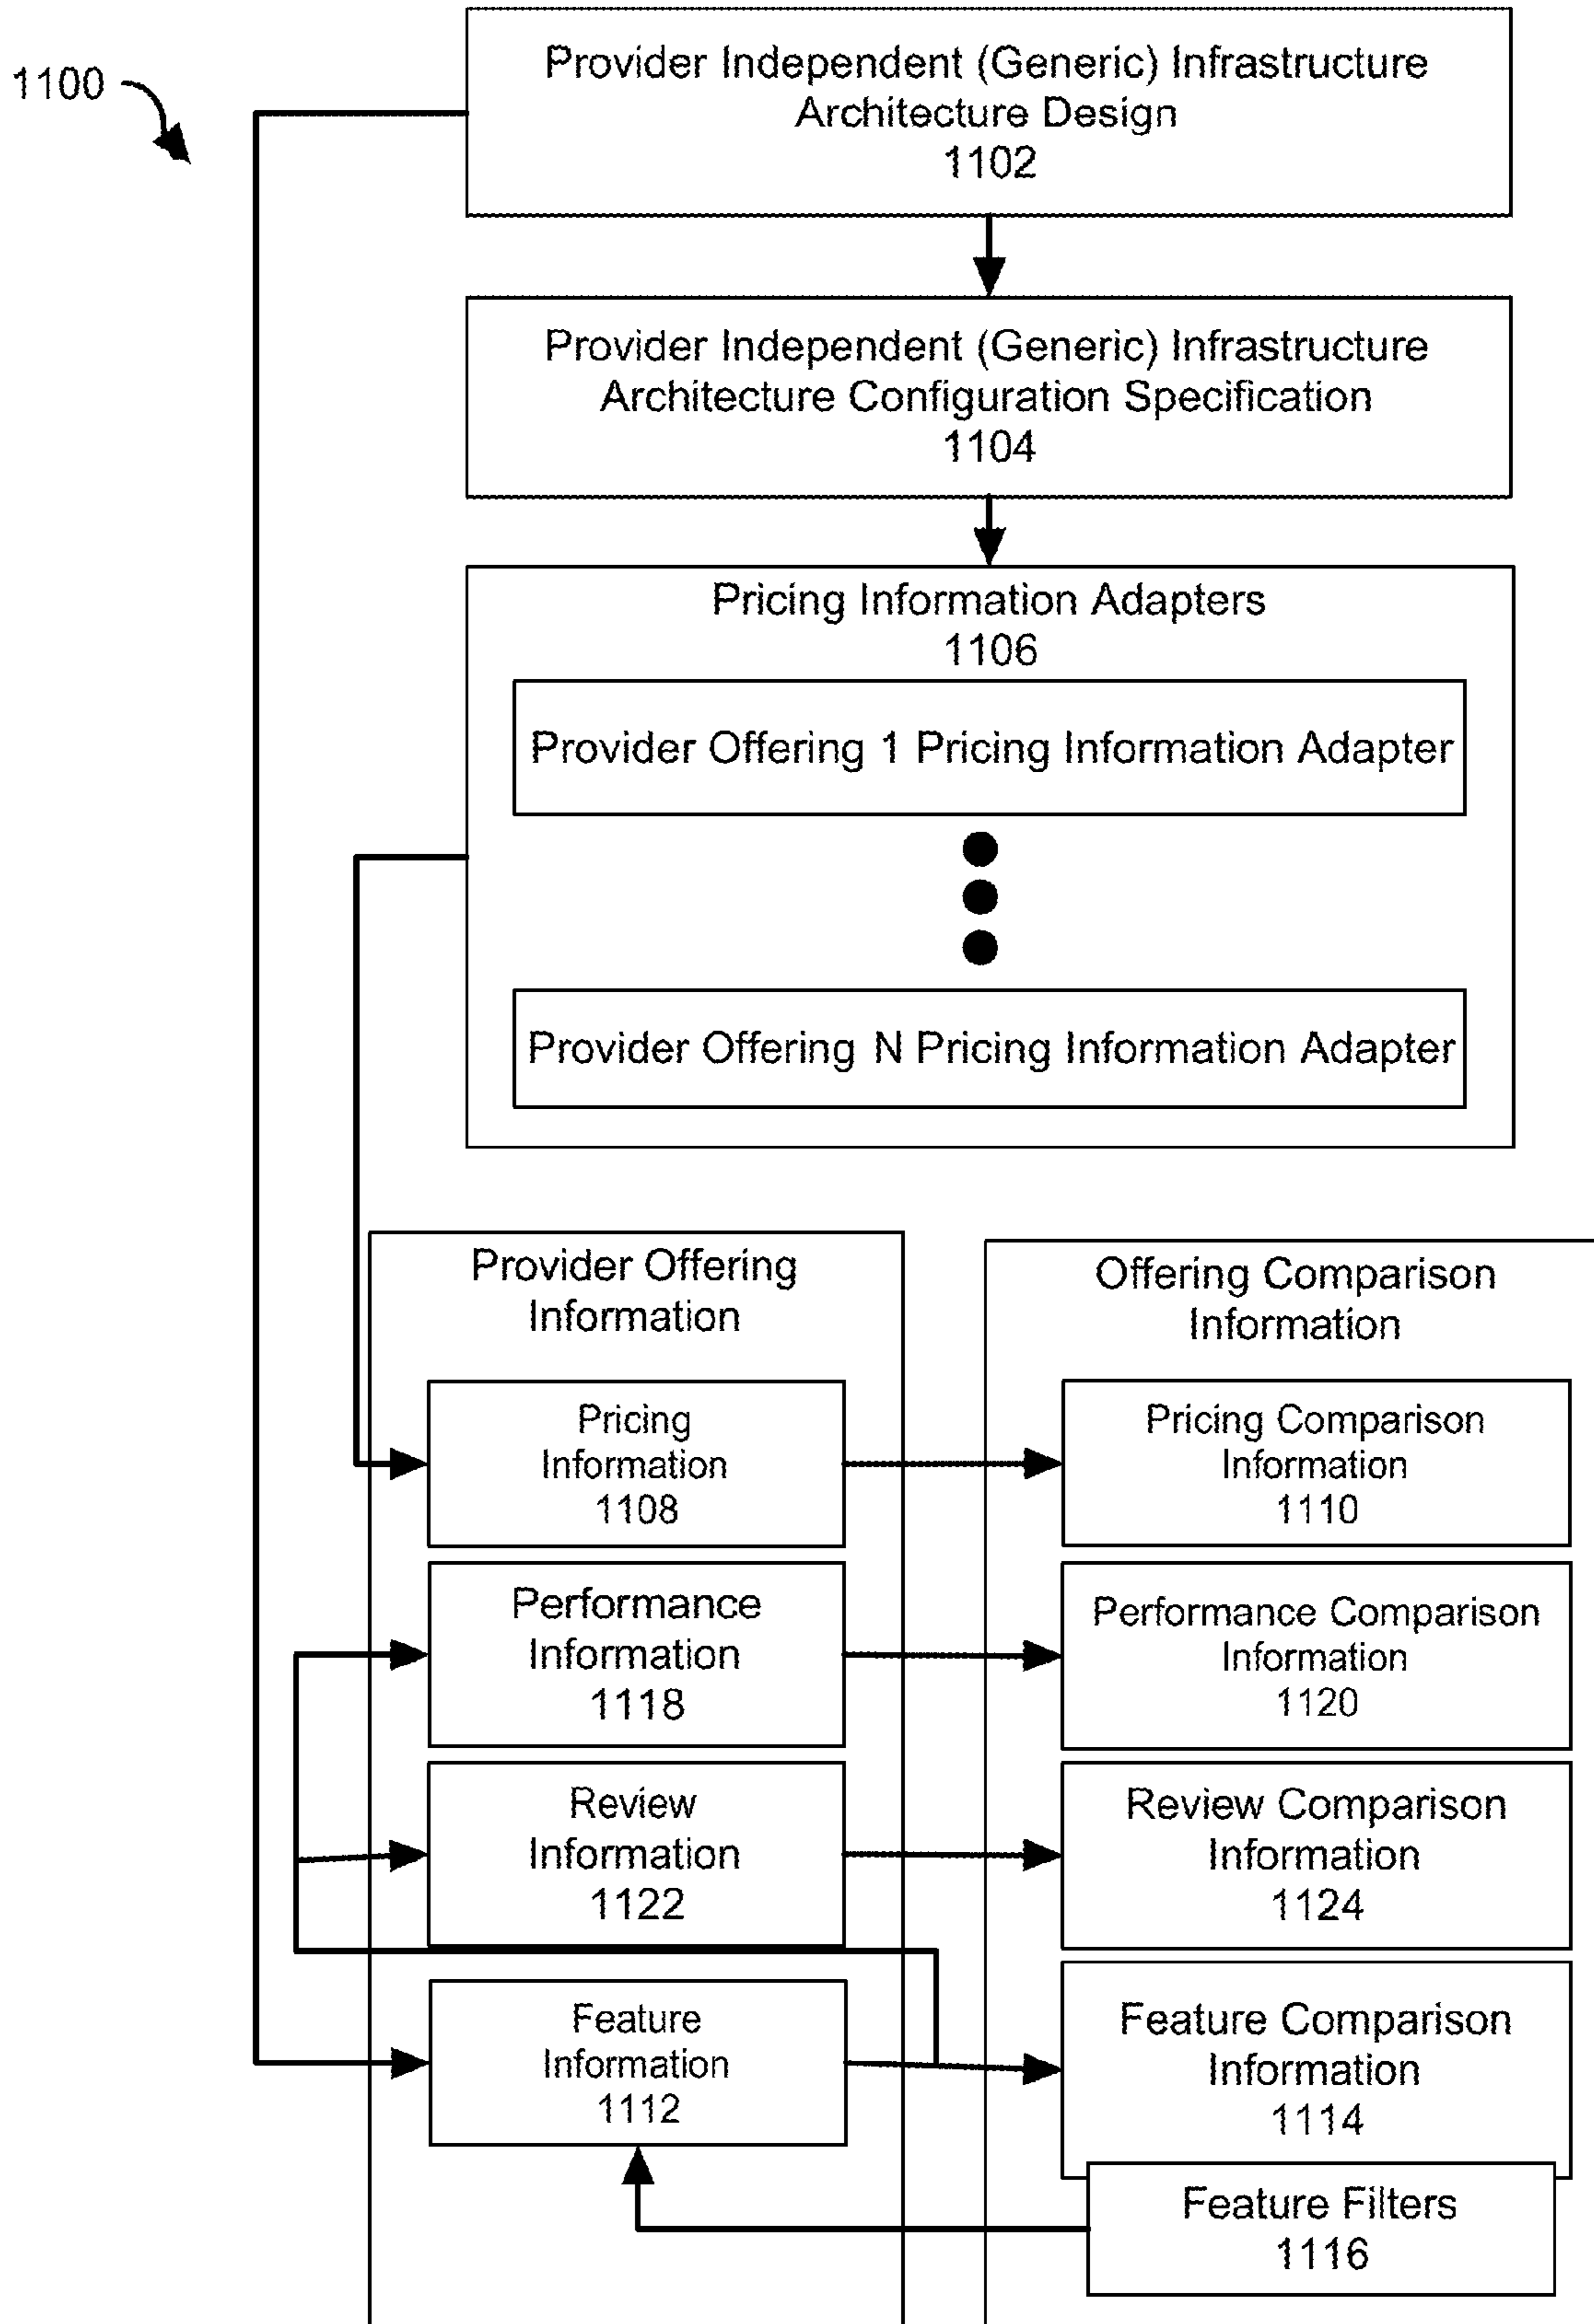 1100
Provider Independent (Generic) Infrastructure
Architecture Design
1102
Provider Independent (Generic) Infrastructure
Architecture Configuration Specification
1104
Pricing Information Adapters
1106
Provider Offering 1 Pricing Information Adapter
Provider Offering N Pricing Information Adapter
Provider Offering
Information
Offering Comparison
Information
Pricing
Information
1108
Pricing Comparison
Information
1110
Performance
Information
1118
Performance Comparison
Information
1120
Review
Information
1122
Review Comparison
Information
1124
Feature
Information
1112
Feature Comparison
Information
1114
Feature Filters
1116